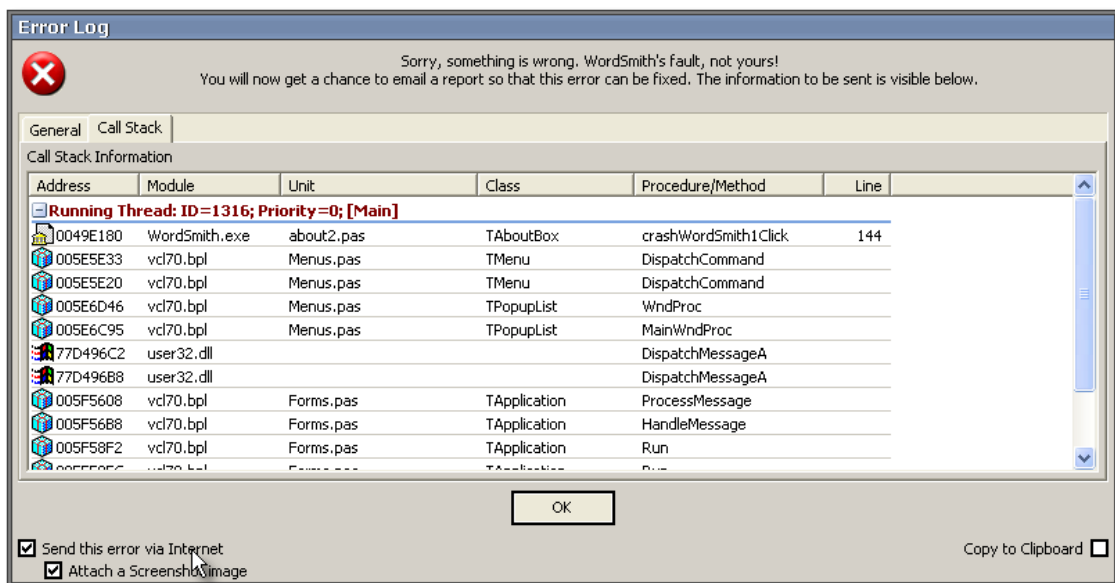 Error Log
Sorry, something is wrong. WordSmith's fault, not yours!
You will now get a chance to email a report so that this error can be fixed. The information to be sent is visible below.
General Call Stack
Call Stack Information
Address Module Unit Class Procedure/Method Line
Running Thread: ID=1316; Priority=0; [Main]
0049E180 WordSmith.exe about2.pas TAboutBox crashWordSmith1Click 144
005E5E33 vcl70.bpl Menus.pas TMenu DispatchCommand
005E5E20 vcl70.bpl Menus.pas TMenu DispatchCommand
005E6D46 vcl70.bpl Menus.pas TPopupList WndProc
005E6C95 vcl70.bpl Menus.pas TPopupList MainWndProc
77D496C2 user32.dll DispatchMessageA
77D496B8 user32.dll DispatchMessageA
005F5608 vcl70.bpl Forms.pas TApplication ProcessMessage
005F56B8 vcl70.bpl Forms.pas TApplication HandleMessage
005F58F2 vcl70.bpl Forms.pas TApplication Run
OK
Send this error via Internet
Copy to Clipboard
Attach a Screenshot image